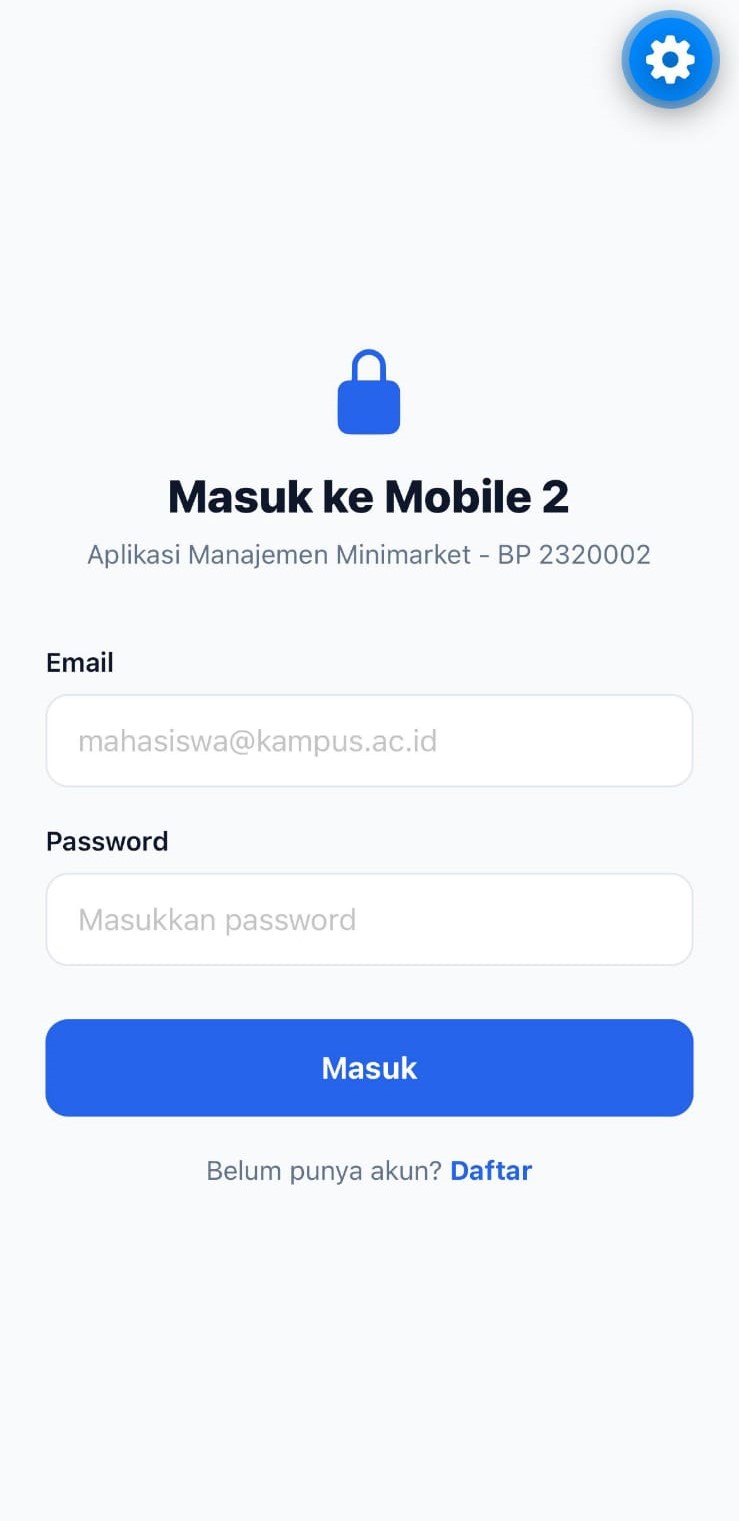 Masuk ke Mobile 2
Aplikasi Manajemen Minimarket - BP 2320002
Email
mahasiswa@kampus.ac.id
Password
Masukkan password
Masuk
Belum punya akun? Daftar